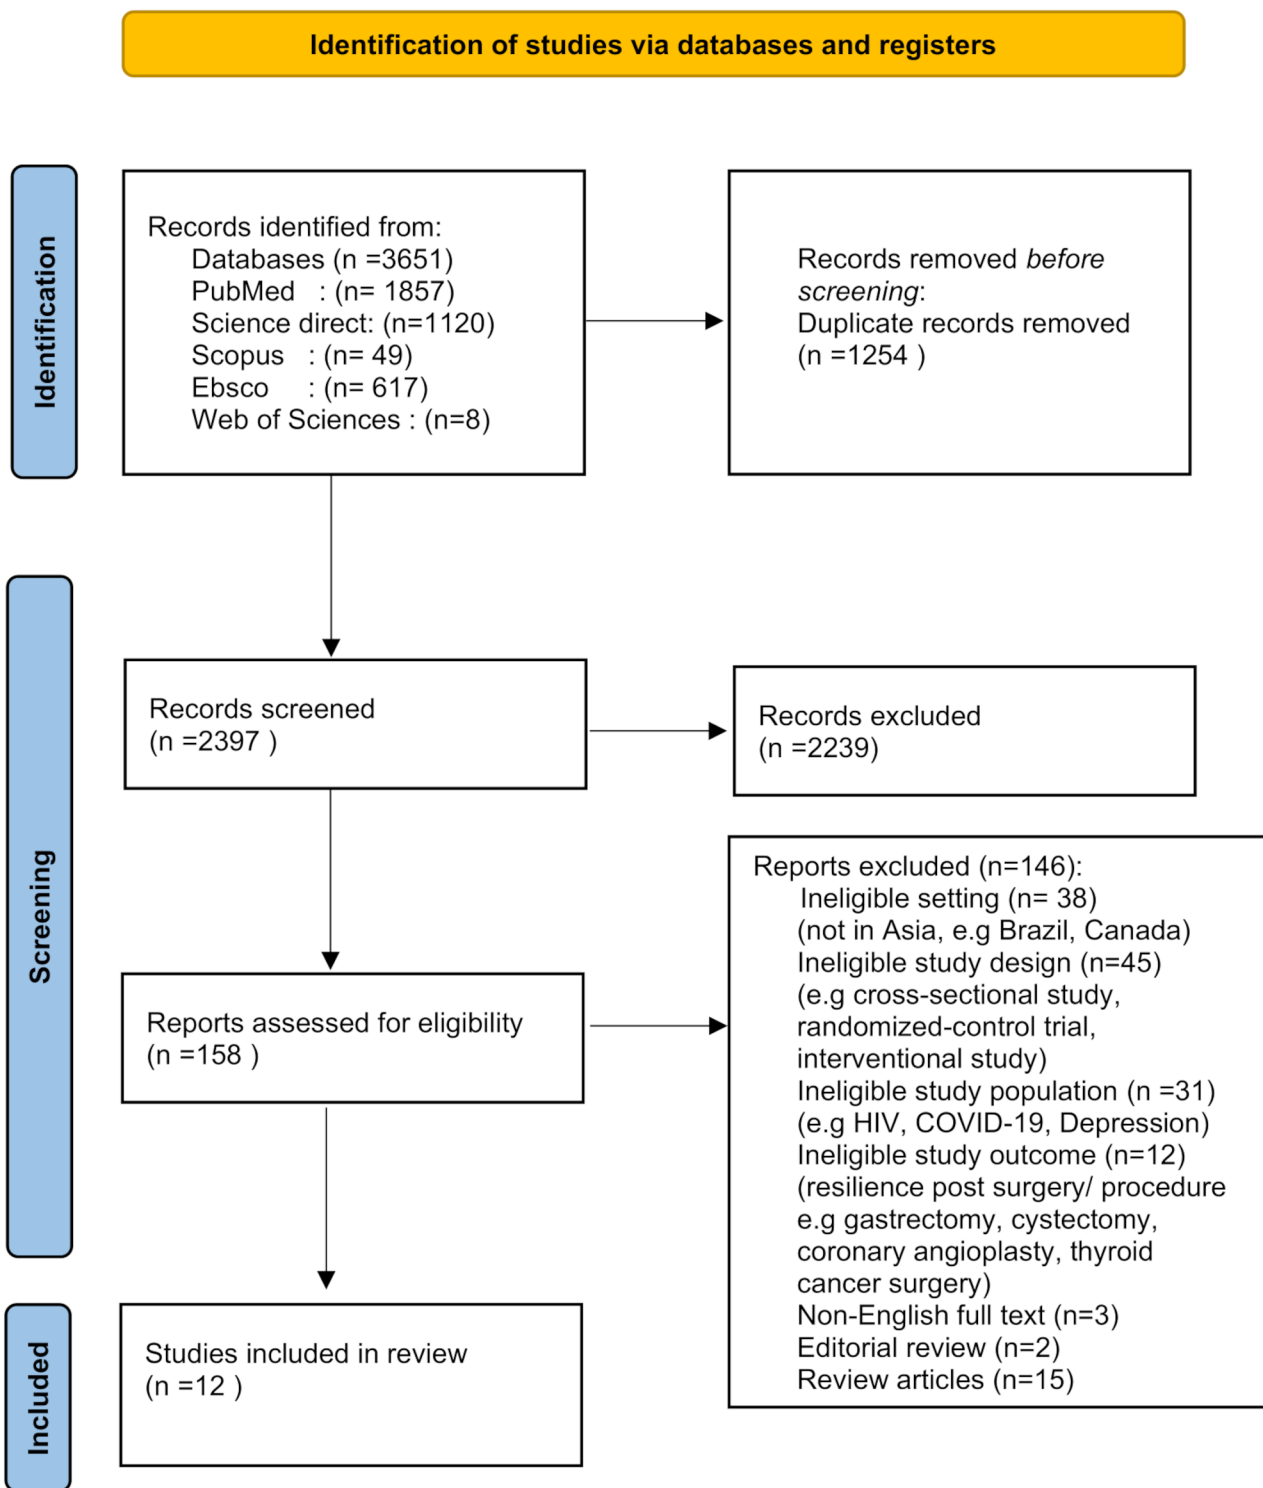 Identification of studies via databases and registers
Identification
Records identified from:
Databases (n =3651)
PubMed : (n= 1857)
Science direct: (n=1120)
Scopus : (n= 49)
Ebsco : (n= 617)
Web of Sciences : (n=8)
Records removed before
screening:
Duplicate records removed
(n =1254 )
Screening
Records screened
(n =2397 )
Records excluded
(n =2239)
Reports assessed for eligibility
(n =158 )
Reports excluded (n=146):
Ineligible setting (n= 38)
(not in Asia, e.g Brazil, Canada)
Ineligible study design (n=45)
(e.g cross-sectional study,
randomized-control trial,
interventional study)
Ineligible study population (n =31)
(e.g HIV, COVID-19, Depression)
Ineligible study outcome (n=12)
(resilience post surgery/ procedure
e.g gastrectomy, cystectomy,
coronary angioplasty, thyroid
cancer surgery)
Non-English full text (n=3)
Editorial review (n=2)
Review articles (n=15)
Included
Studies included in review
(n =12 )